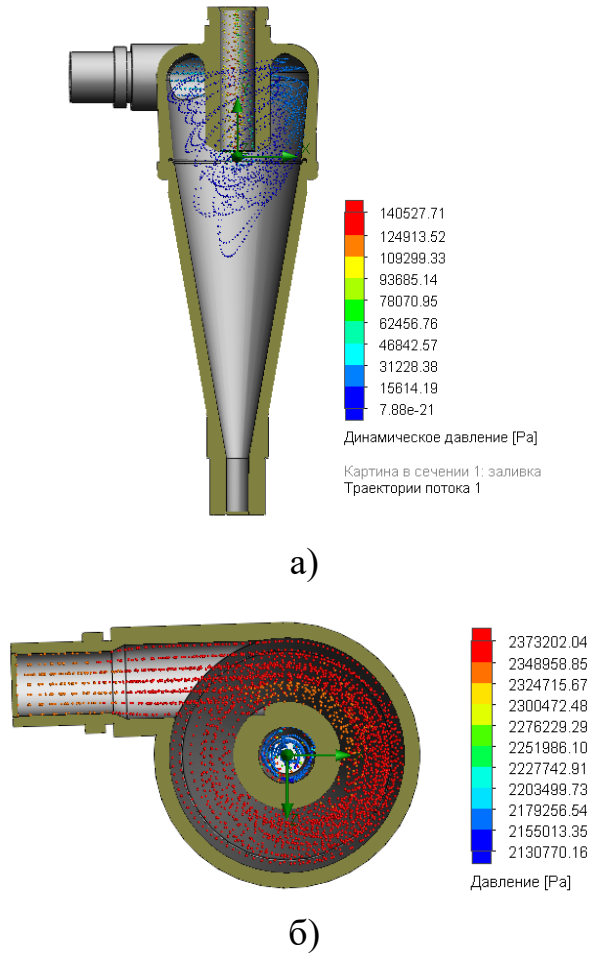 140527.71
124913.52
109299.33
93685.14
78070.95
62456.76
46842.57
31228.38
15614.19
7.88e-21
Динамическое давление [Pa]
Картина в сечении 1: заливка
Траектории потока 1
X
а)
2373202.04
2348958.85
2324715.67
2300472.48
2276229.29
2251986.10
2227742.91
2203499.73
2179256.54
2155013.35
2130770.16
Давление [Pa]
б)